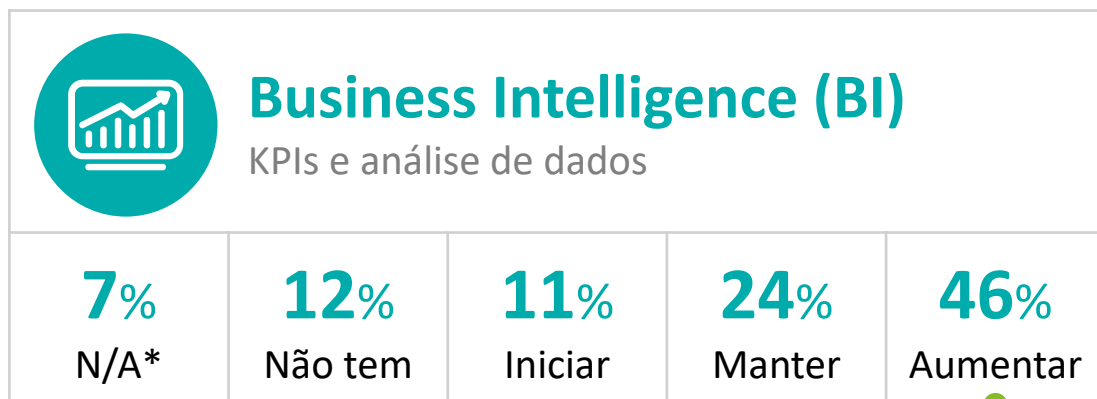 Business Intelligence (BI)
KPIs e análise de dados
7% 12% 11% 24% 46%
N/A* Não tem Iniciar Manter Aumentar